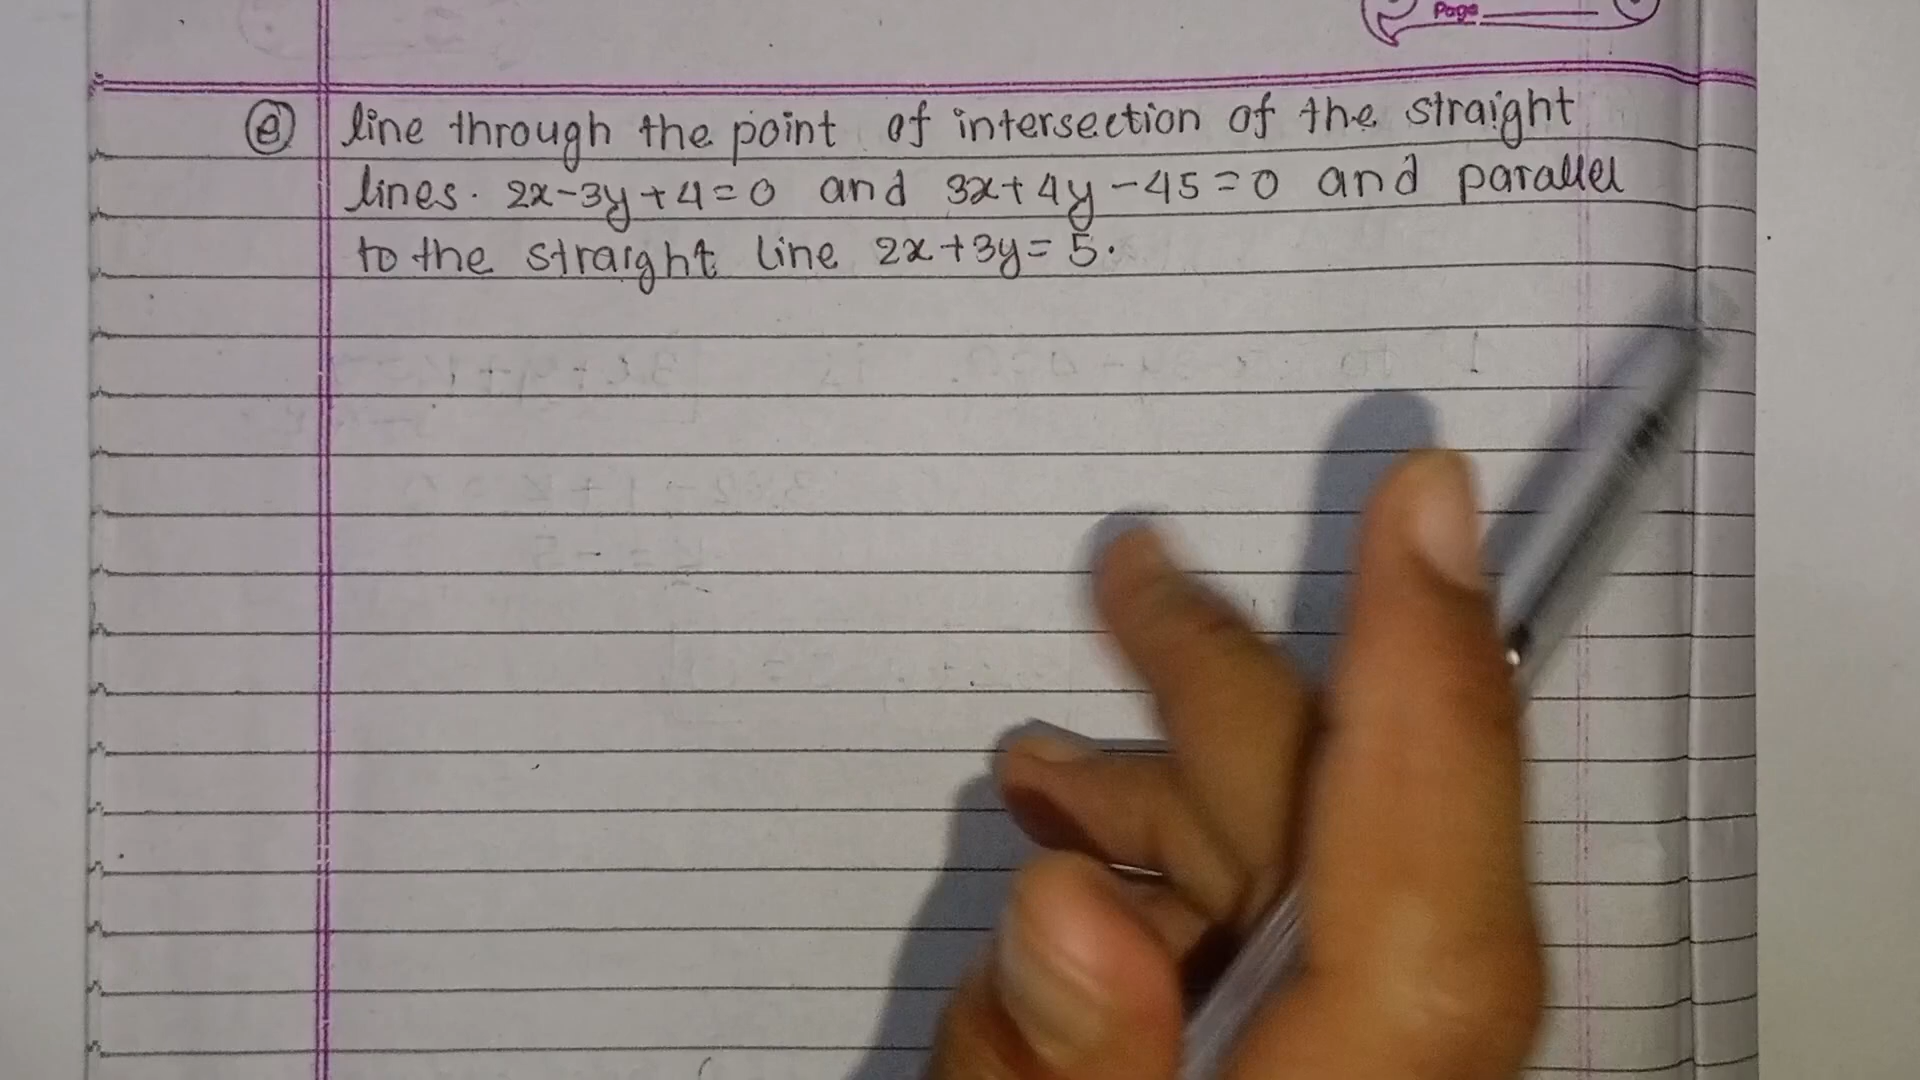 Page
e line through the point of intersection of the straight
lines. 2x-3y+4=0 and 3x+4y-45=0 and parallel
to the straight line 2x+3y=5.